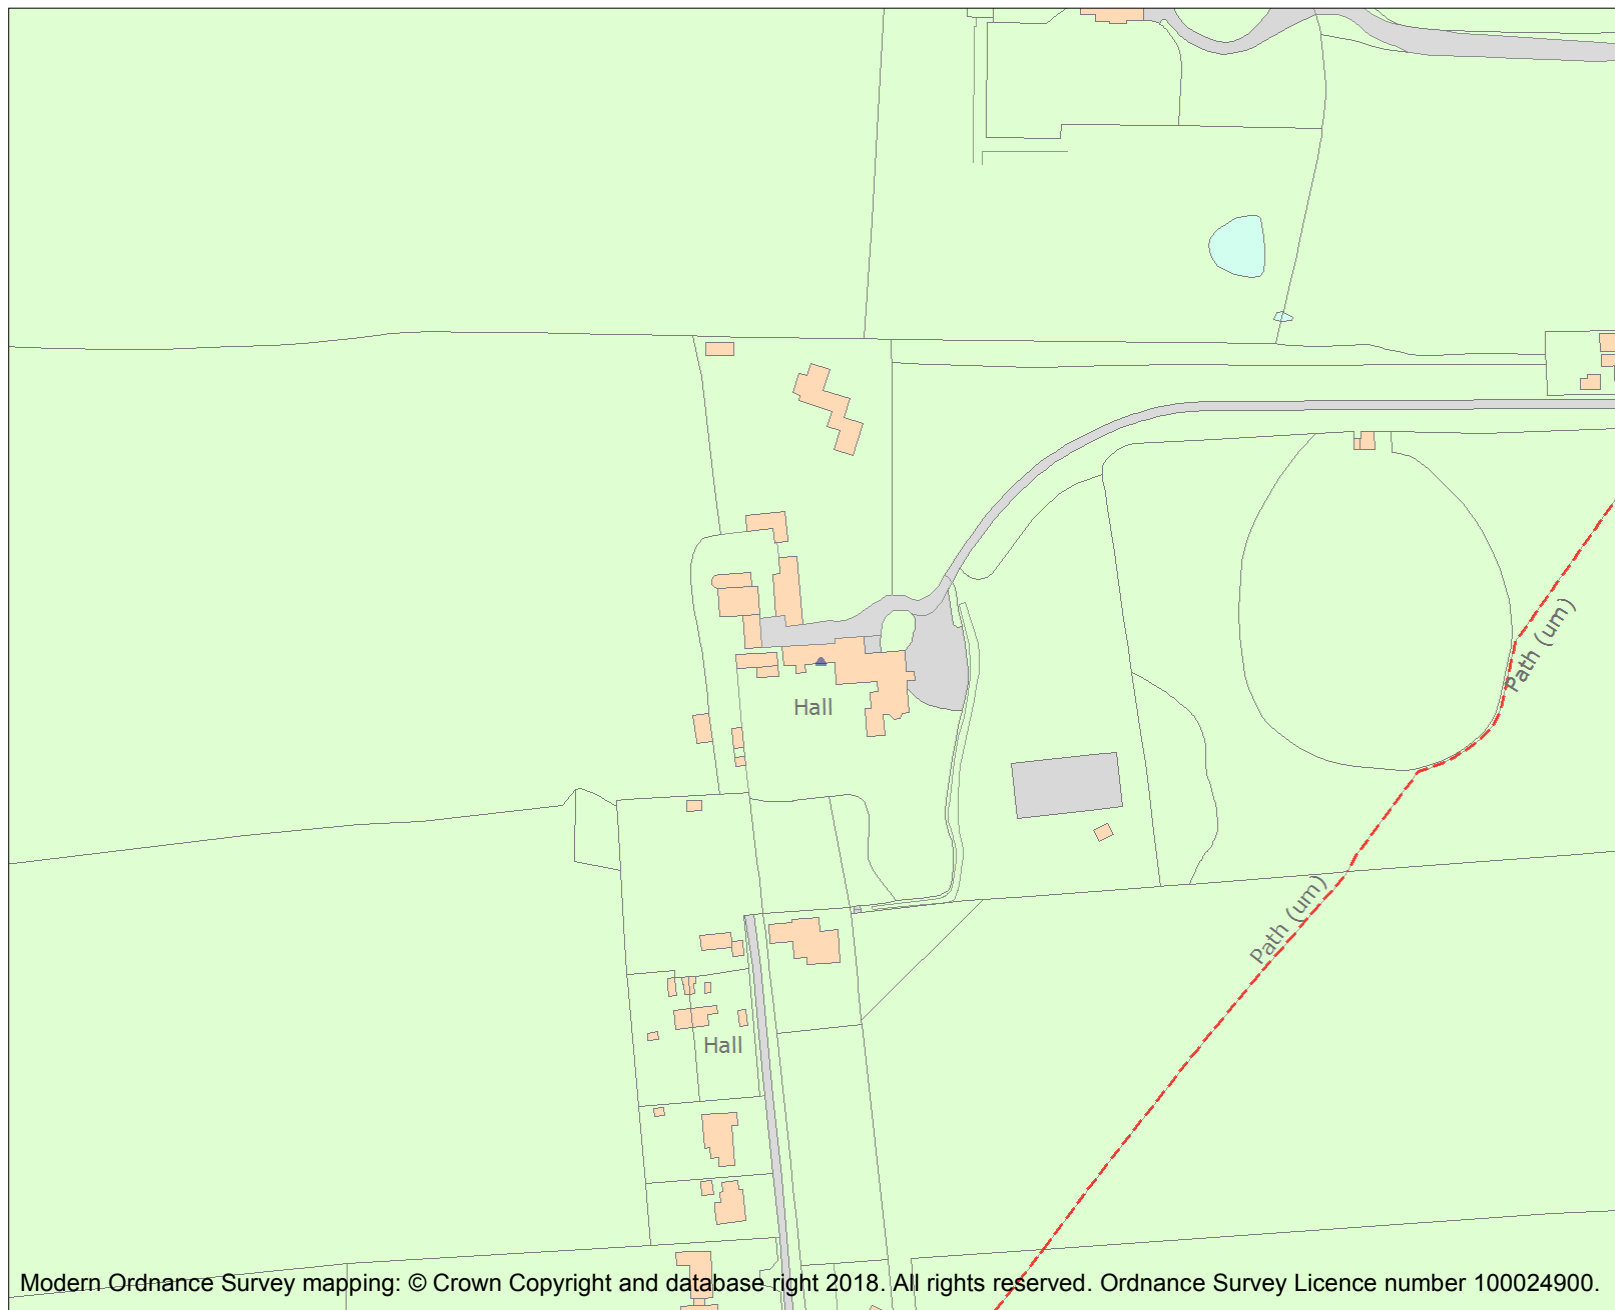 Path (um)
Hall
Path (um)
Hall
Modern Ordnance Survey mapping: © Crown Copyright and database right 2018. All rights reserved. Ordnance Survey Licence number 100024900.